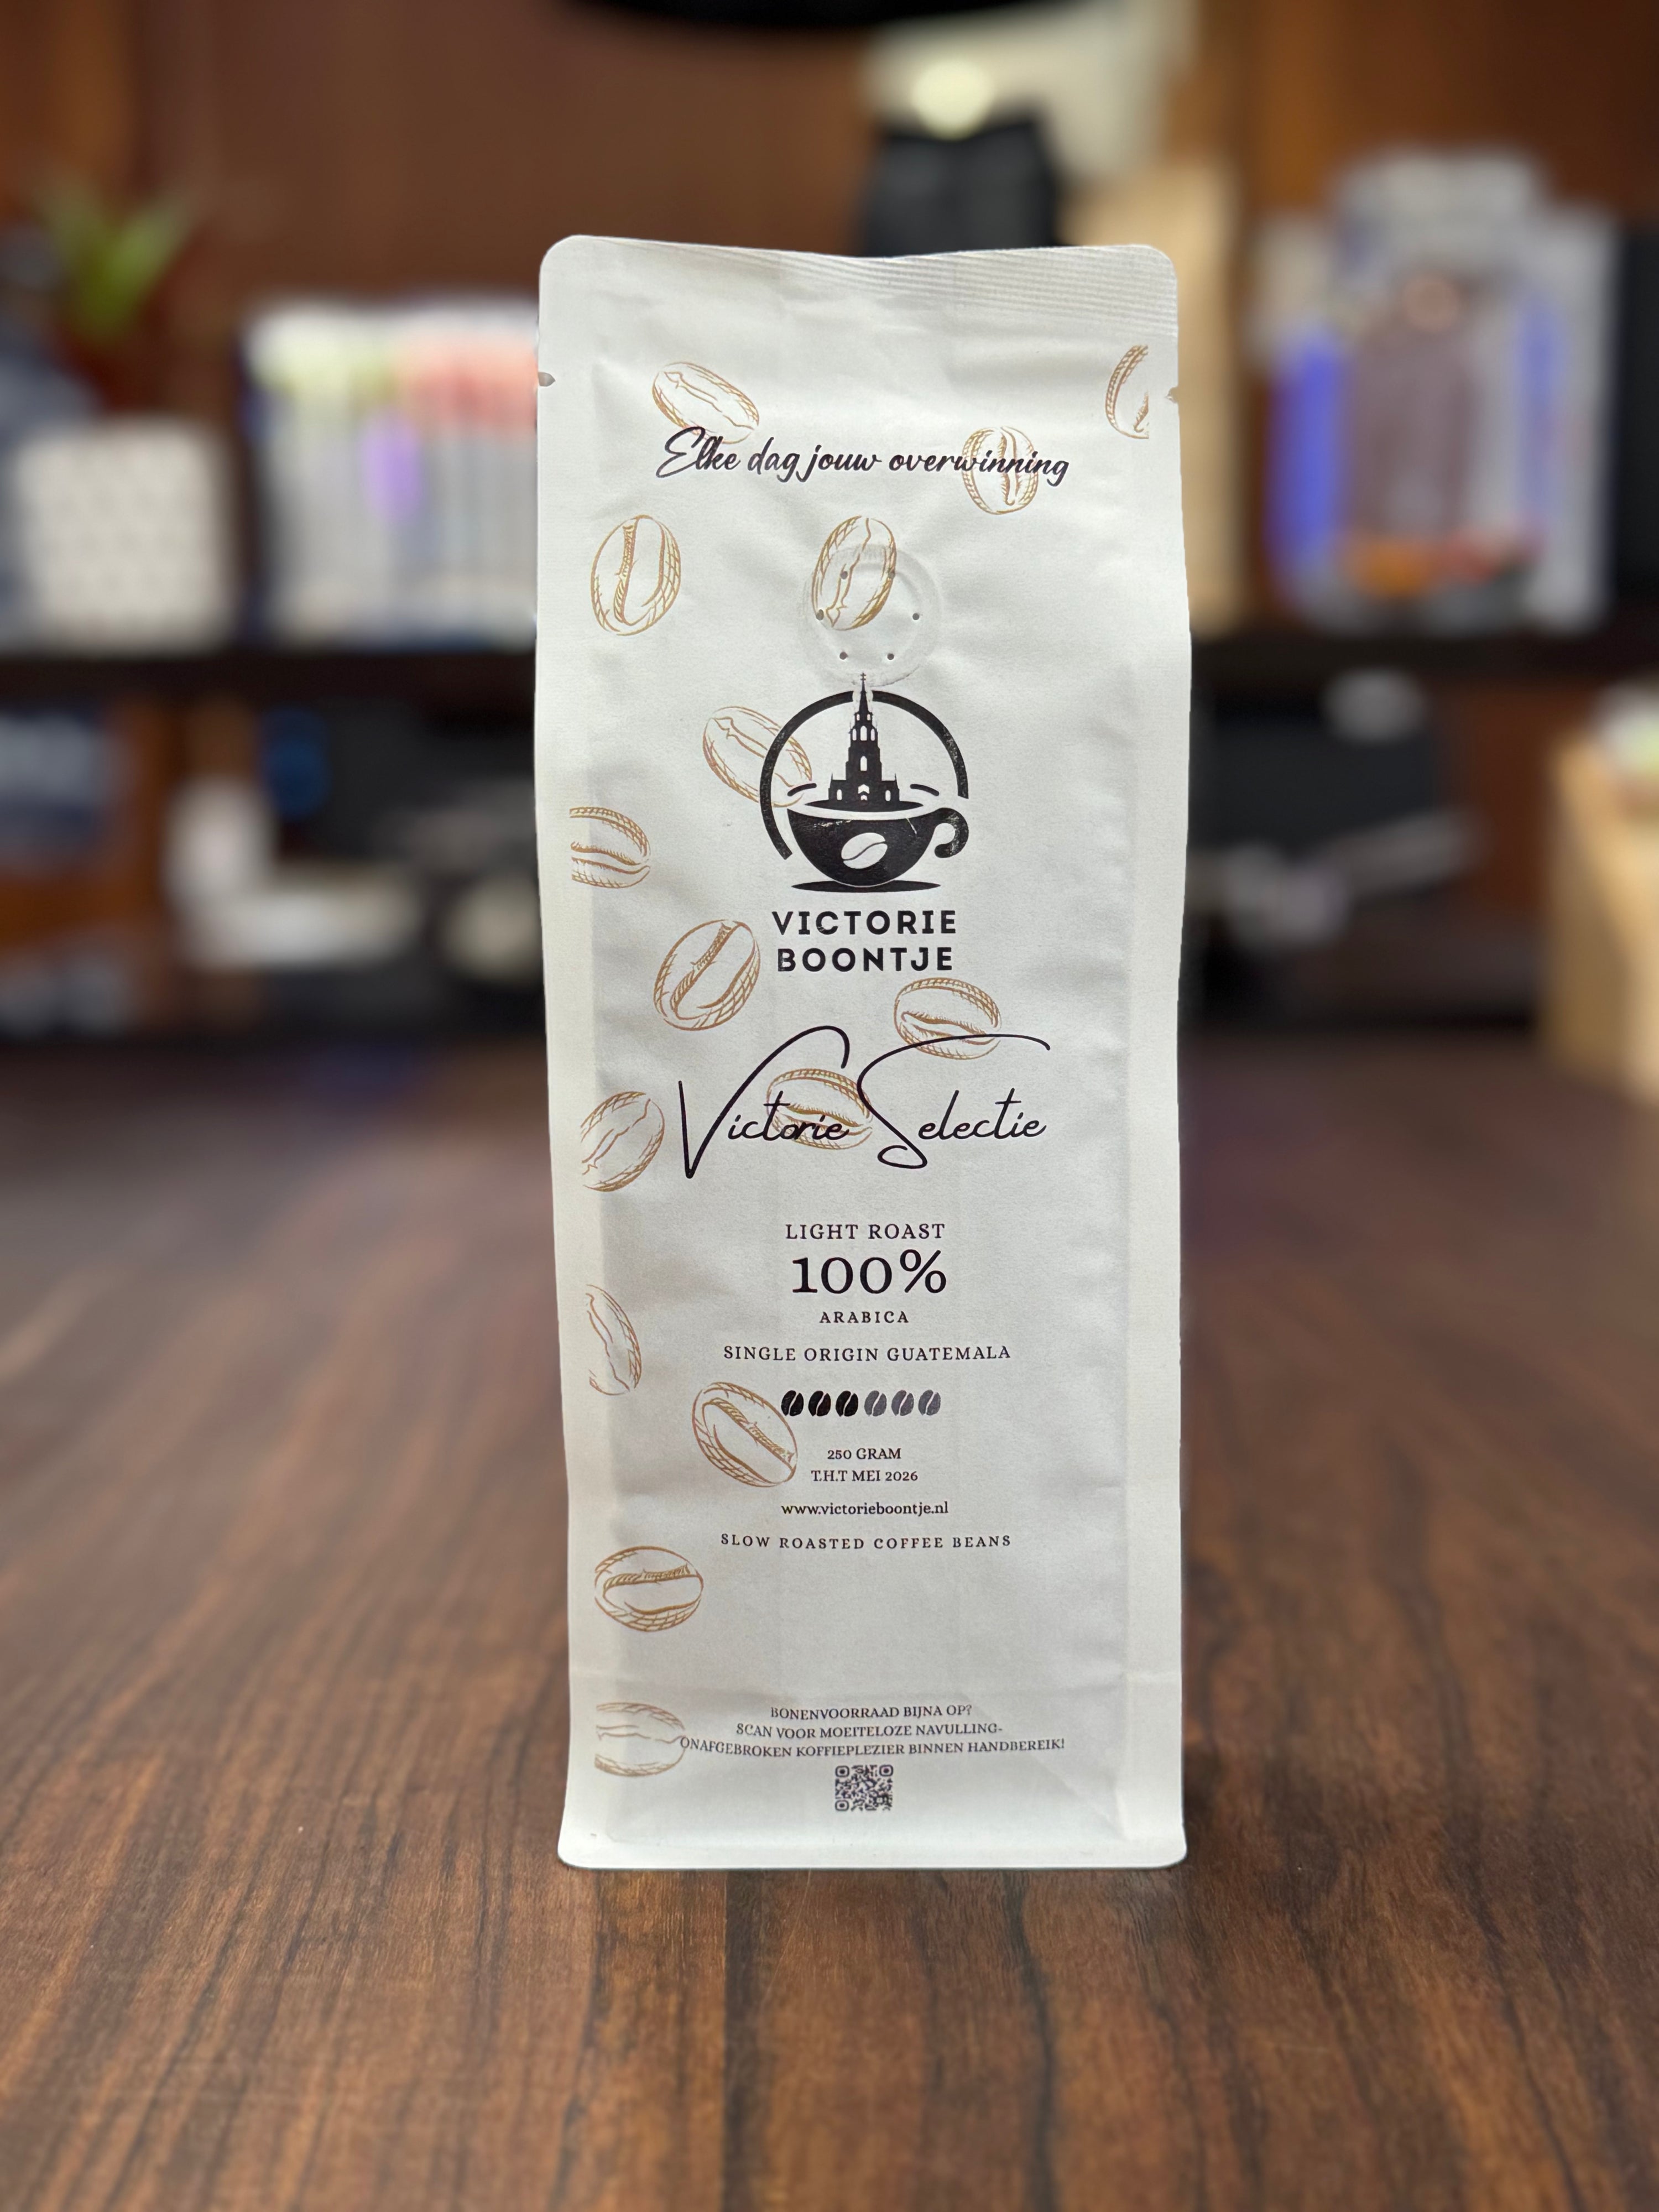 Elke dag jouw overwinning
VICTORIE
BOONTJE
Victorie Selectie
LIGHT ROAST
100%
ARABICA
SINGLE ORIGIN GUATEMALA
250 GRAM
T.H.T MEI 2026
www.victorieboontje.nl
SLOW ROASTED COFFEE BEANS
BONENVOORRAAD BIJNA OP?
SCAN VOOR MOEITELOZE NAVULLING-
ONAFGEBROKEN KOFFIEPLEZIER BINNEN HANDBEREIK!